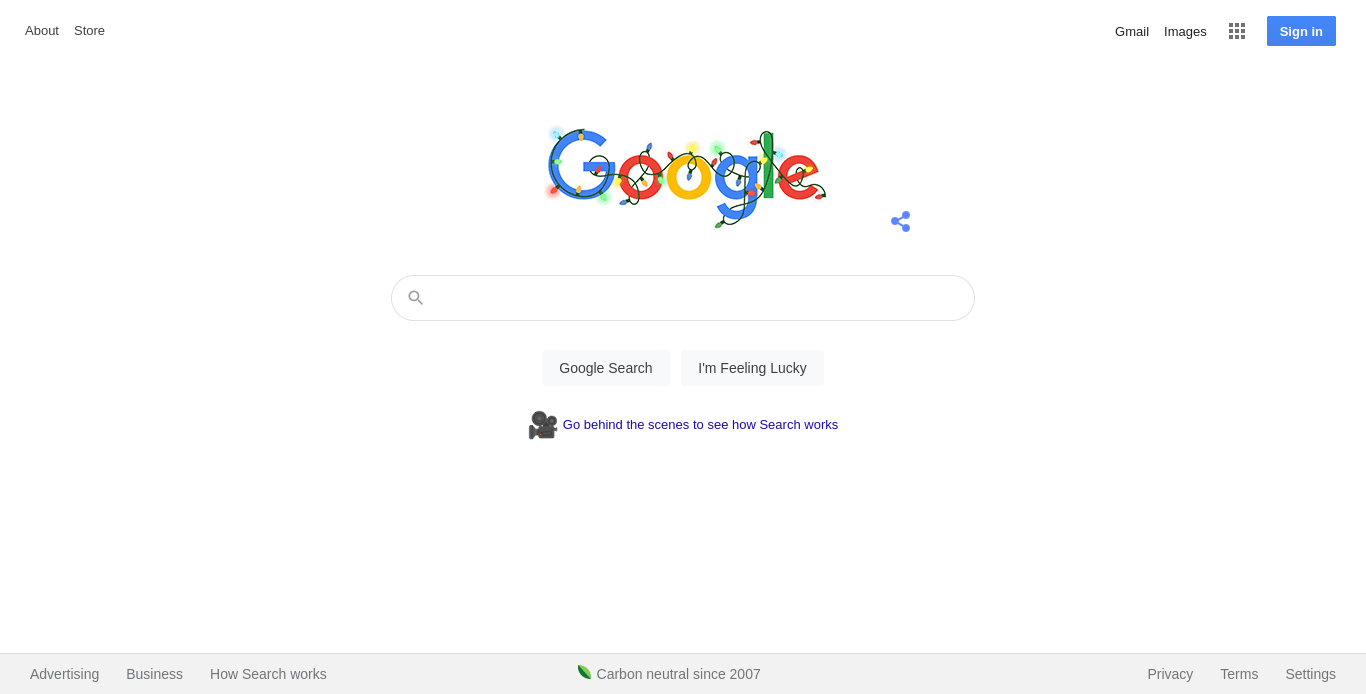 About Store
Gmail Images Sign in
Google
Google Search I'm Feeling Lucky
Go behind the scenes to see how Search works
Advertising Business How Search works Carbon neutral since 2007 Privacy Terms Settings